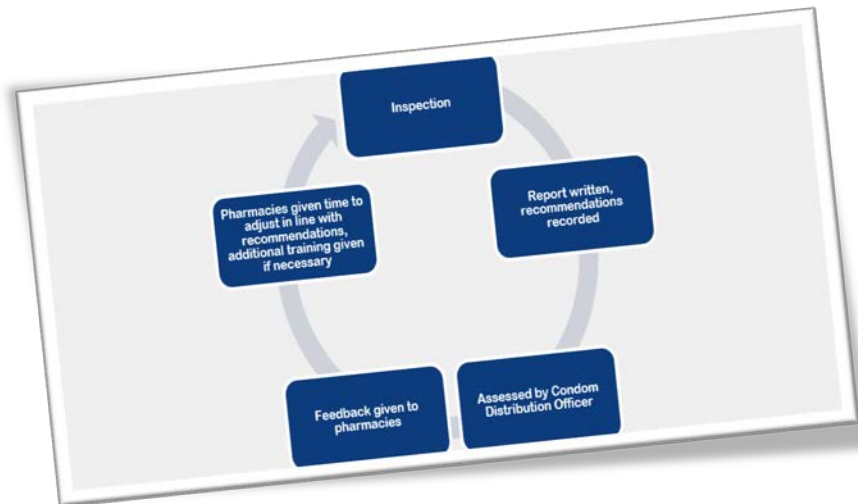 Inspection
Report written,
recommendations
recorded
Assessed by Condom
Distribution Officer
Feedback given to
pharmacies
Pharmacies given time to
adjust in line with
recommendations,
additional training given
if necessary